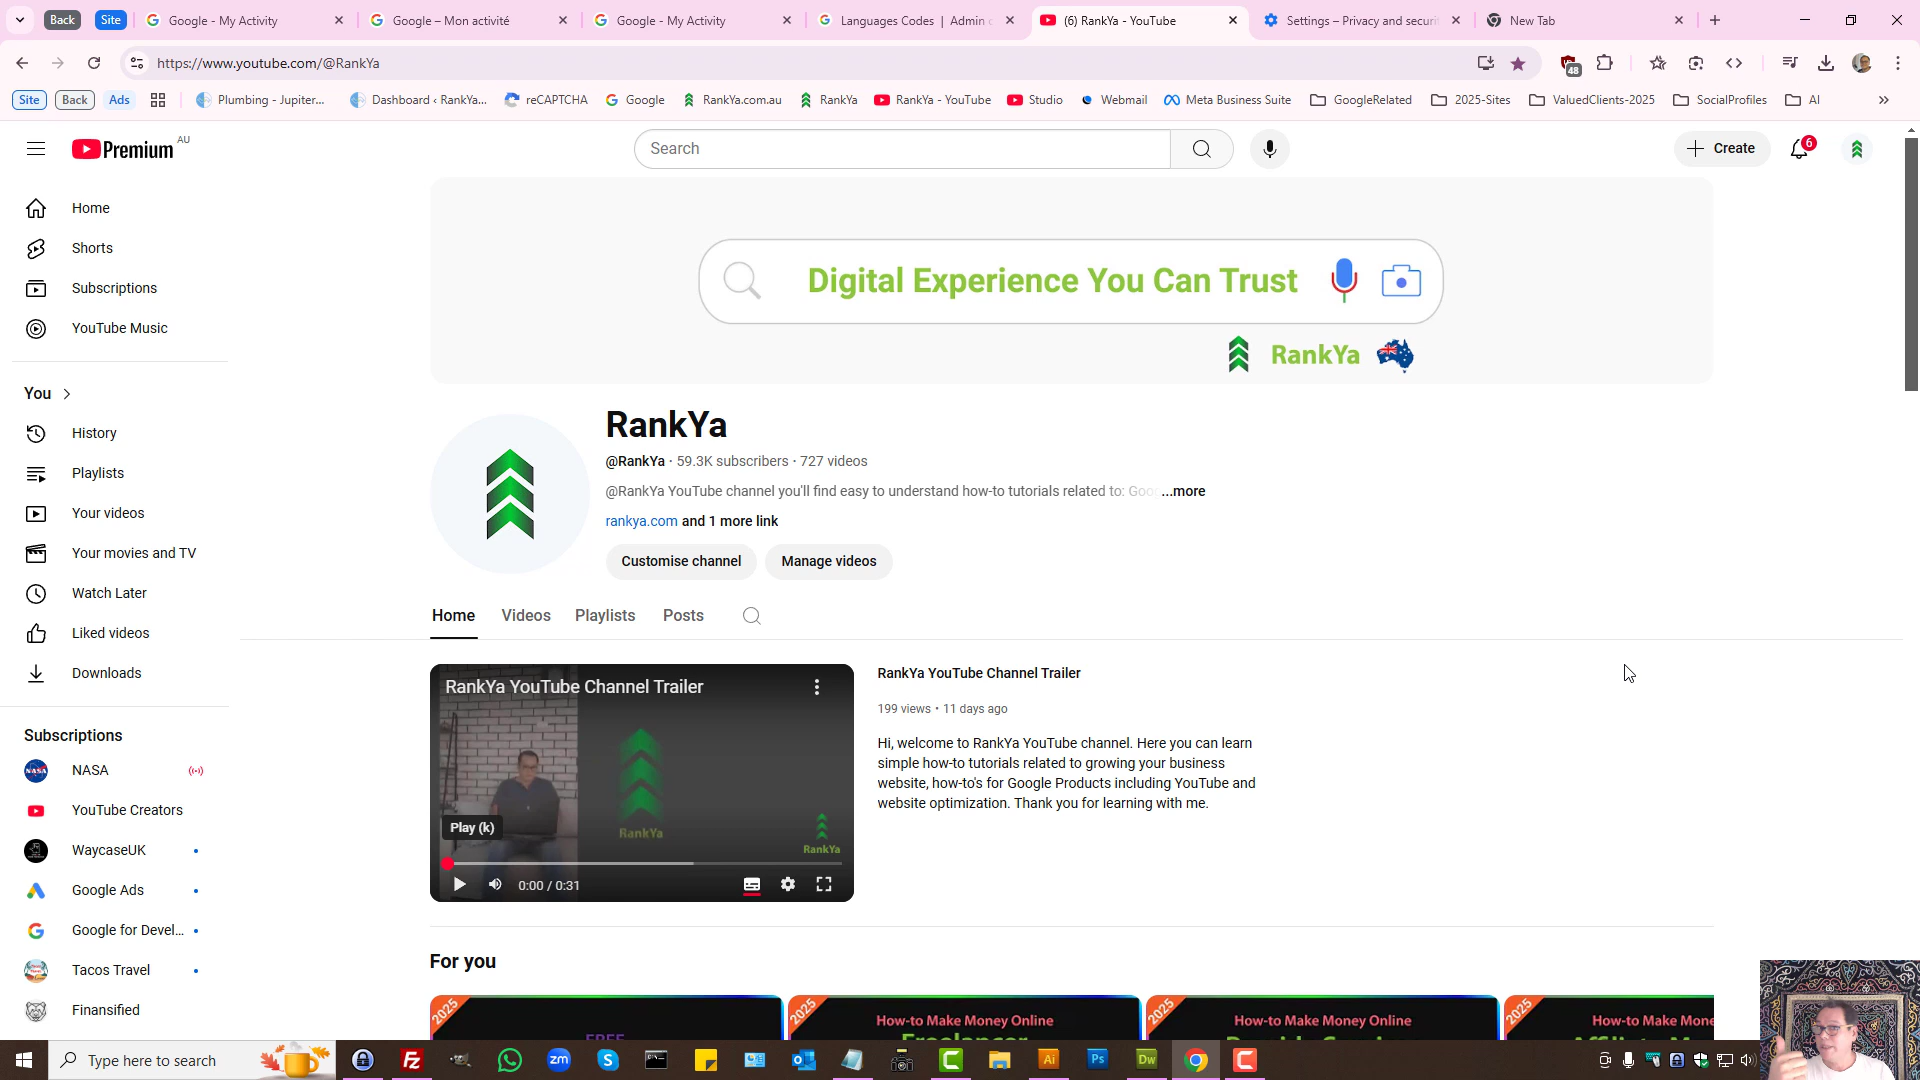 Back
Site
Google - My Activity
Google – Mon activité
Google - My Activity
Languages Codes | Admin
(6) RankYa - YouTube
Settings – Privacy and securi
New Tab
https://www.youtube.com/@RankYa
48
Site
Back
Ads
Plumbing - Jupiter...
Dashboard ‹ RankYa...
reCAPTCHA
Google
RankYa.com.au
RankYa
RankYa - YouTube
Studio
Webmail
Meta Business Suite
GoogleRelated
2025-Sites
ValuedClients-2025
SocialProfiles
AI
Premium AU
Search
Create
6
Home
Shorts
Subscriptions
YouTube Music
You
History
Playlists
Your videos
Your movies and TV
Watch Later
Liked videos
Downloads
Subscriptions
NASA
YouTube Creators
WaycaseUK
Google Ads
Google for Devel...
Tacos Travel
Finansified
Digital Experience You Can Trust
RankYa
RankYa
@RankYa · 59.3K subscribers · 727 videos
@RankYa YouTube channel you'll find easy to understand how-to tutorials related to: Goo ...more
rankya.com and 1 more link
Customise channel
Manage videos
Home
Videos
Playlists
Posts
RankYa YouTube Channel Trailer
RankYa
RankYa
Play (k)
0:00 / 0:31
RankYa YouTube Channel Trailer
199 views • 11 days ago
Hi, welcome to RankYa YouTube channel. Here you can learn
simple how-to tutorials related to growing your business
website, how-to's for Google Products including YouTube and
website optimization. Thank you for learning with me.
For you
2025
FREE
2025
How-to Make Money Online
Freelancer
2025
How-to Make Money Online
2025
How-to Make Mone
Type here to search